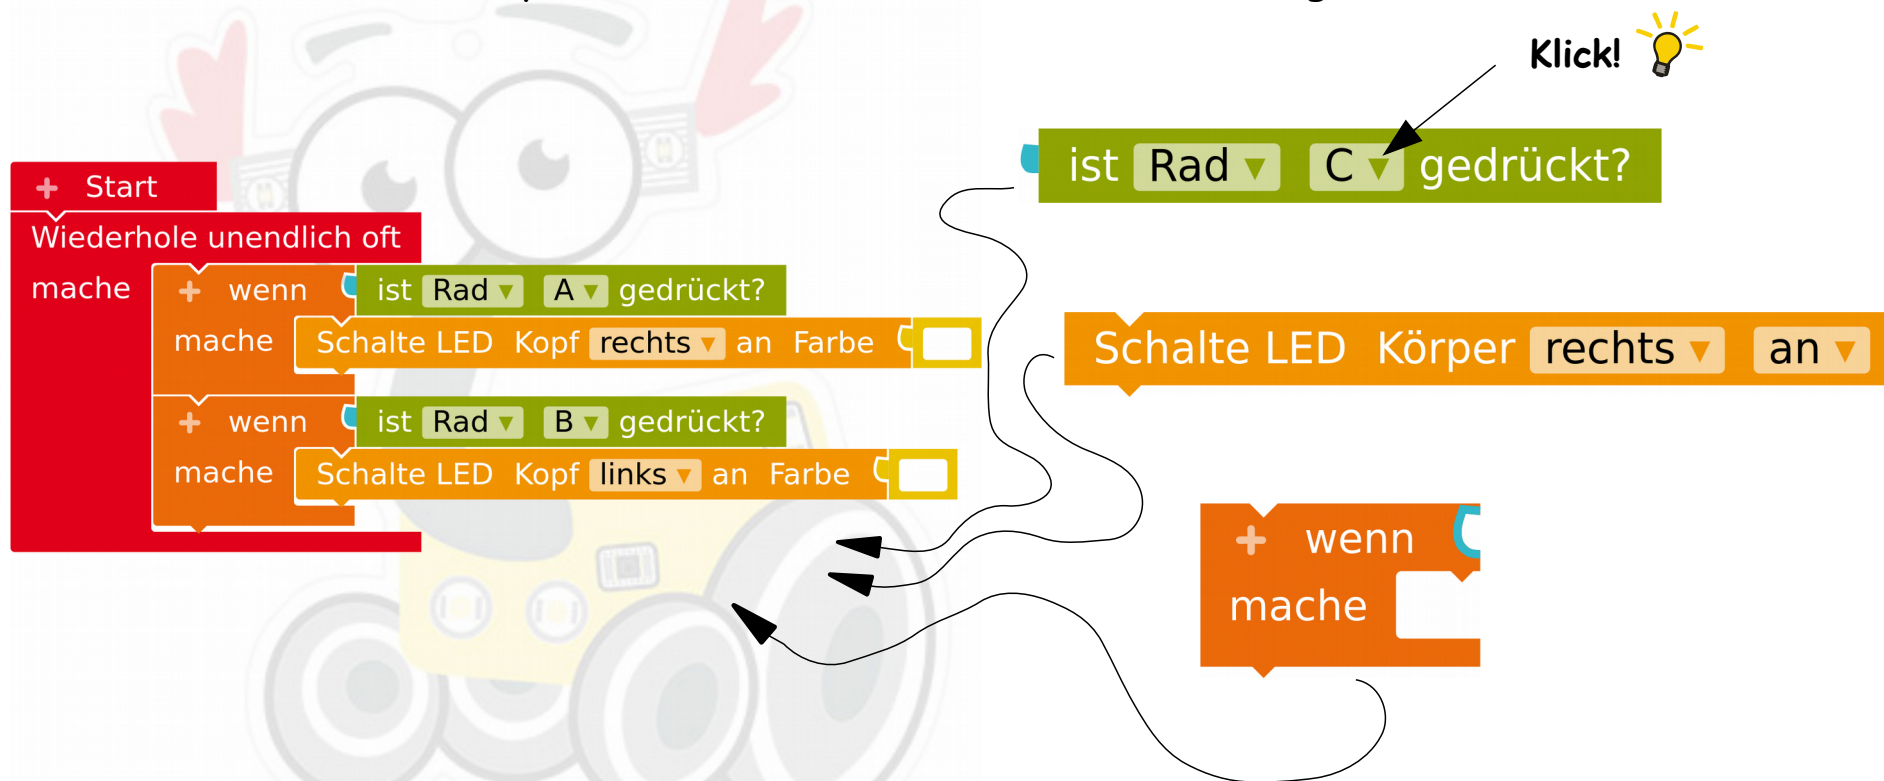 Klick!
ist Rad C gedrückt?
+ Start
Wiederhole unendlich oft
mache + wenn ist Rad A gedrückt?
mache Schalte LED Kopf rechts an Farbe
+ wenn ist Rad B gedrückt?
mache Schalte LED Kopf links an Farbe
Schalte LED Körper rechts an
+ wenn
mache